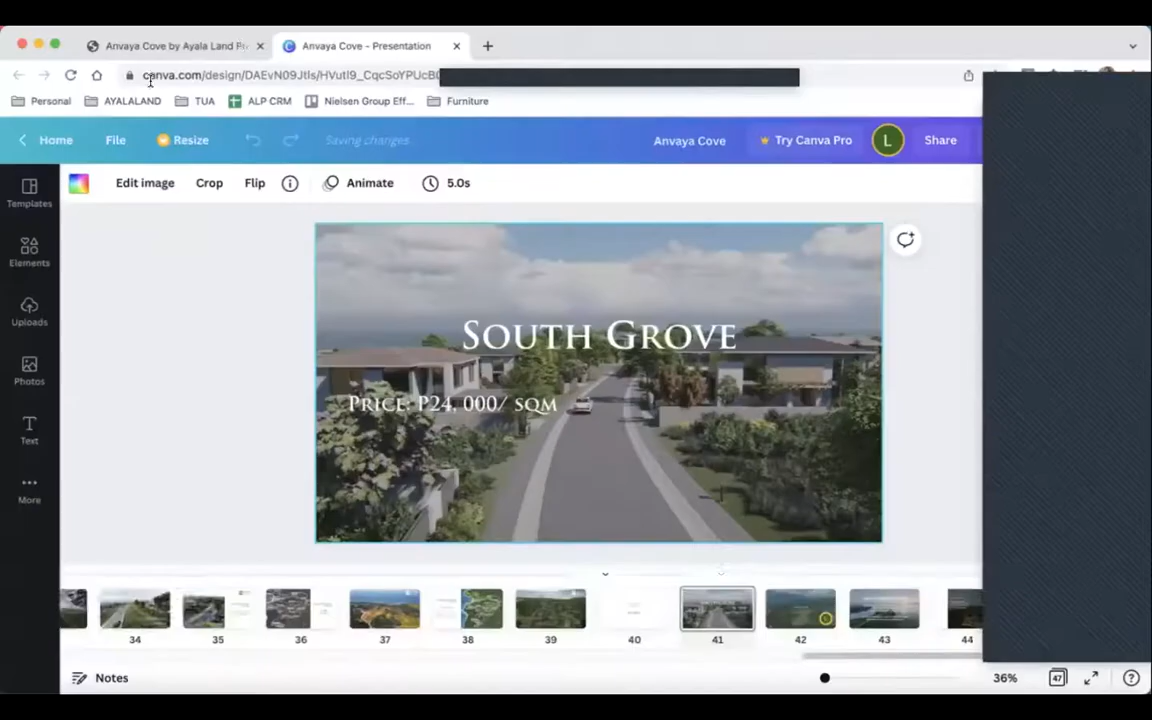 Anvaya Cove by Ayala Land Pr
Anvaya Cove - Presentation
canva.com/design/DAEvN09JtIs/HVutI9_CqcSoYPUcB
Personal
AYALALAND
TUA
ALP CRM
Nielsen Group Eff...
Furniture
Home
File
Resize
Saving changes
Anvaya Cove
Try Canva Pro
L
Share
Templates
Edit image
Crop
Flip
Animate
5.0s
Elements
Uploads
Photos
Text
More
South Grove
Price: P24, 000/ sqm
34
35
36
37
38
39
40
41
42
43
44
Notes
36%
47